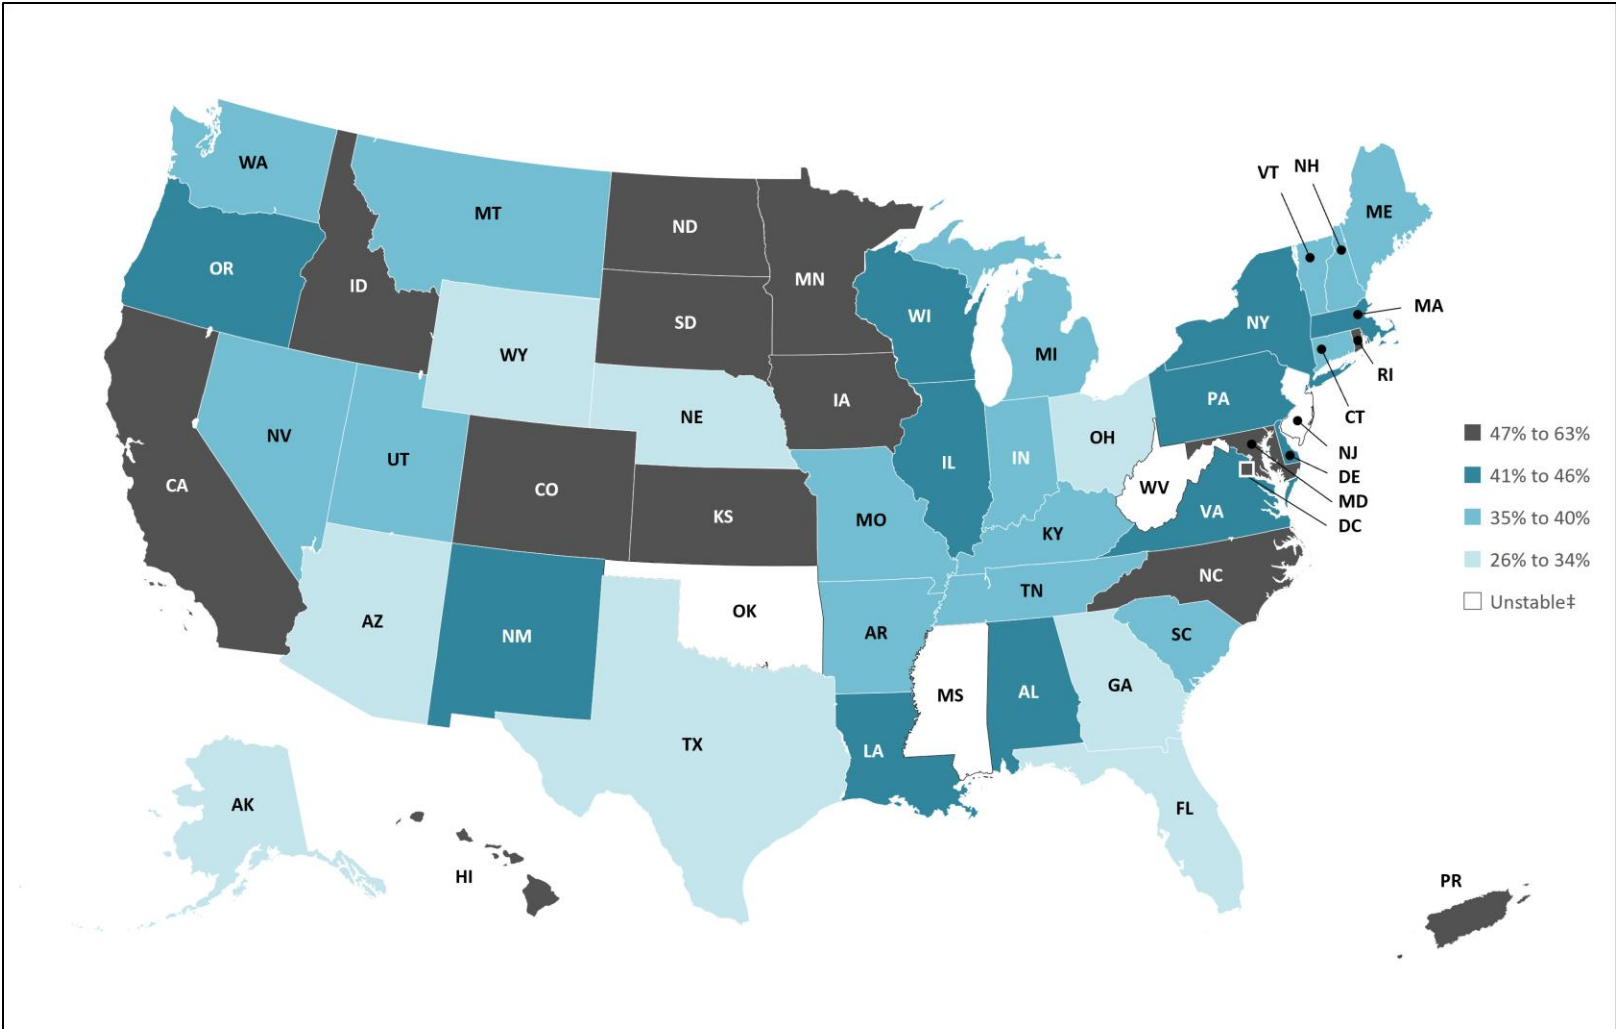 VT
NH
WA
ME
MT
ND
OR
MN
ID
MA
WI
SD
NY
WY
MI
RI
PA
IA
NE
CT
NV
OH
47% to 63%
NJ
UT
IL
IN
41% to 46%
DE
CA
WV
CO
MD
VA
KS
MO
DC
KY
35% to 40%
NC
26% to 34%
TN
Unstable‡
OK
AZ
AR
SC
NM
GA
AL
MS
TX
LA
AK
FL
HI
PR